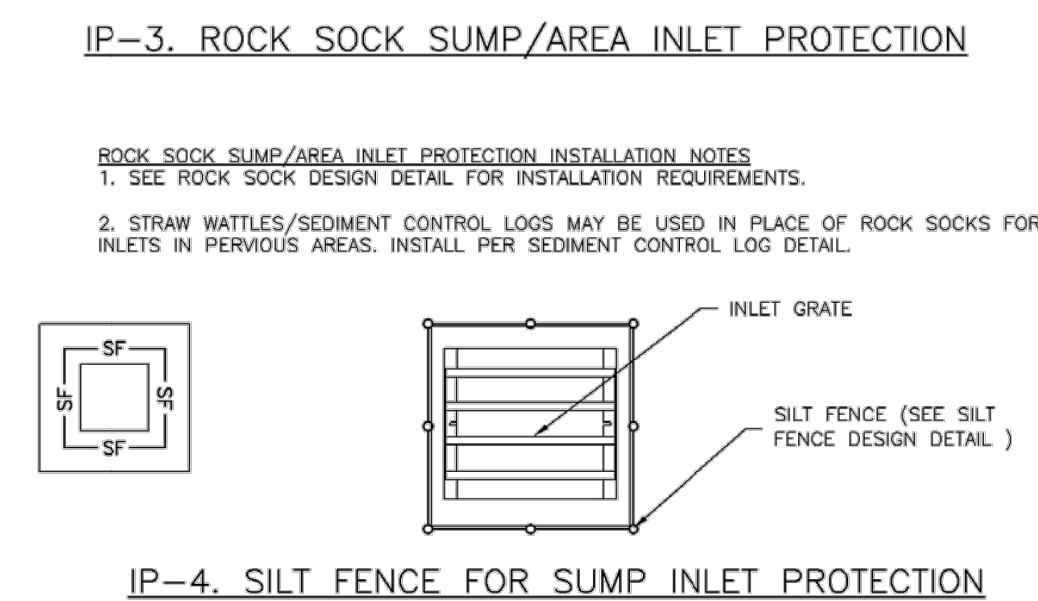 IP-3. ROCK SOCK SUMP/AREA INLET PROTECTION
ROCK SOCK SUMP/AREA INLET PROTECTION INSTALLATION NOTES
1. SEE ROCK SOCK DESIGN DETAIL FOR INSTALLATION REQUIREMENTS.
2. STRAW WATTLES/SEDIMENT CONTROL LOGS MAY BE USED IN PLACE OF ROCK SOCKS FOR
INLETS IN PERVIOUS AREAS. INSTALL PER SEDIMENT CONTROL LOG DETAIL.
INLET GRATE
SF
SF
SF
SF
SILT FENCE (SEE SILT
FENCE DESIGN DETAIL )
IP-4. SILT FENCE FOR SUMP INLET PROTECTION